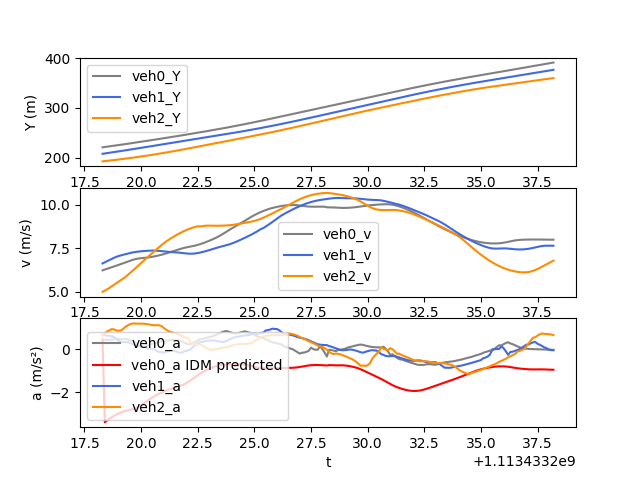 400
300
200
Y (m)
veh0_Y
veh1_Y
veh2_Y
17.5 20.0 22.5 25.0 27.5 30.0 32.5 35.0 37.5
10.0
7.5
5.0
v (m/s)
veh0_v
veh1_v
veh2_v
17.5 20.0 22.5 25.0 27.5 30.0 32.5 35.0 37.5
0
−2
a (m/s²)
veh0_a
veh0_a IDM predicted
veh1_a
veh2_a
17.5 20.0 22.5 25.0 27.5 30.0 32.5 35.0 37.5
t
+1.1134332e9